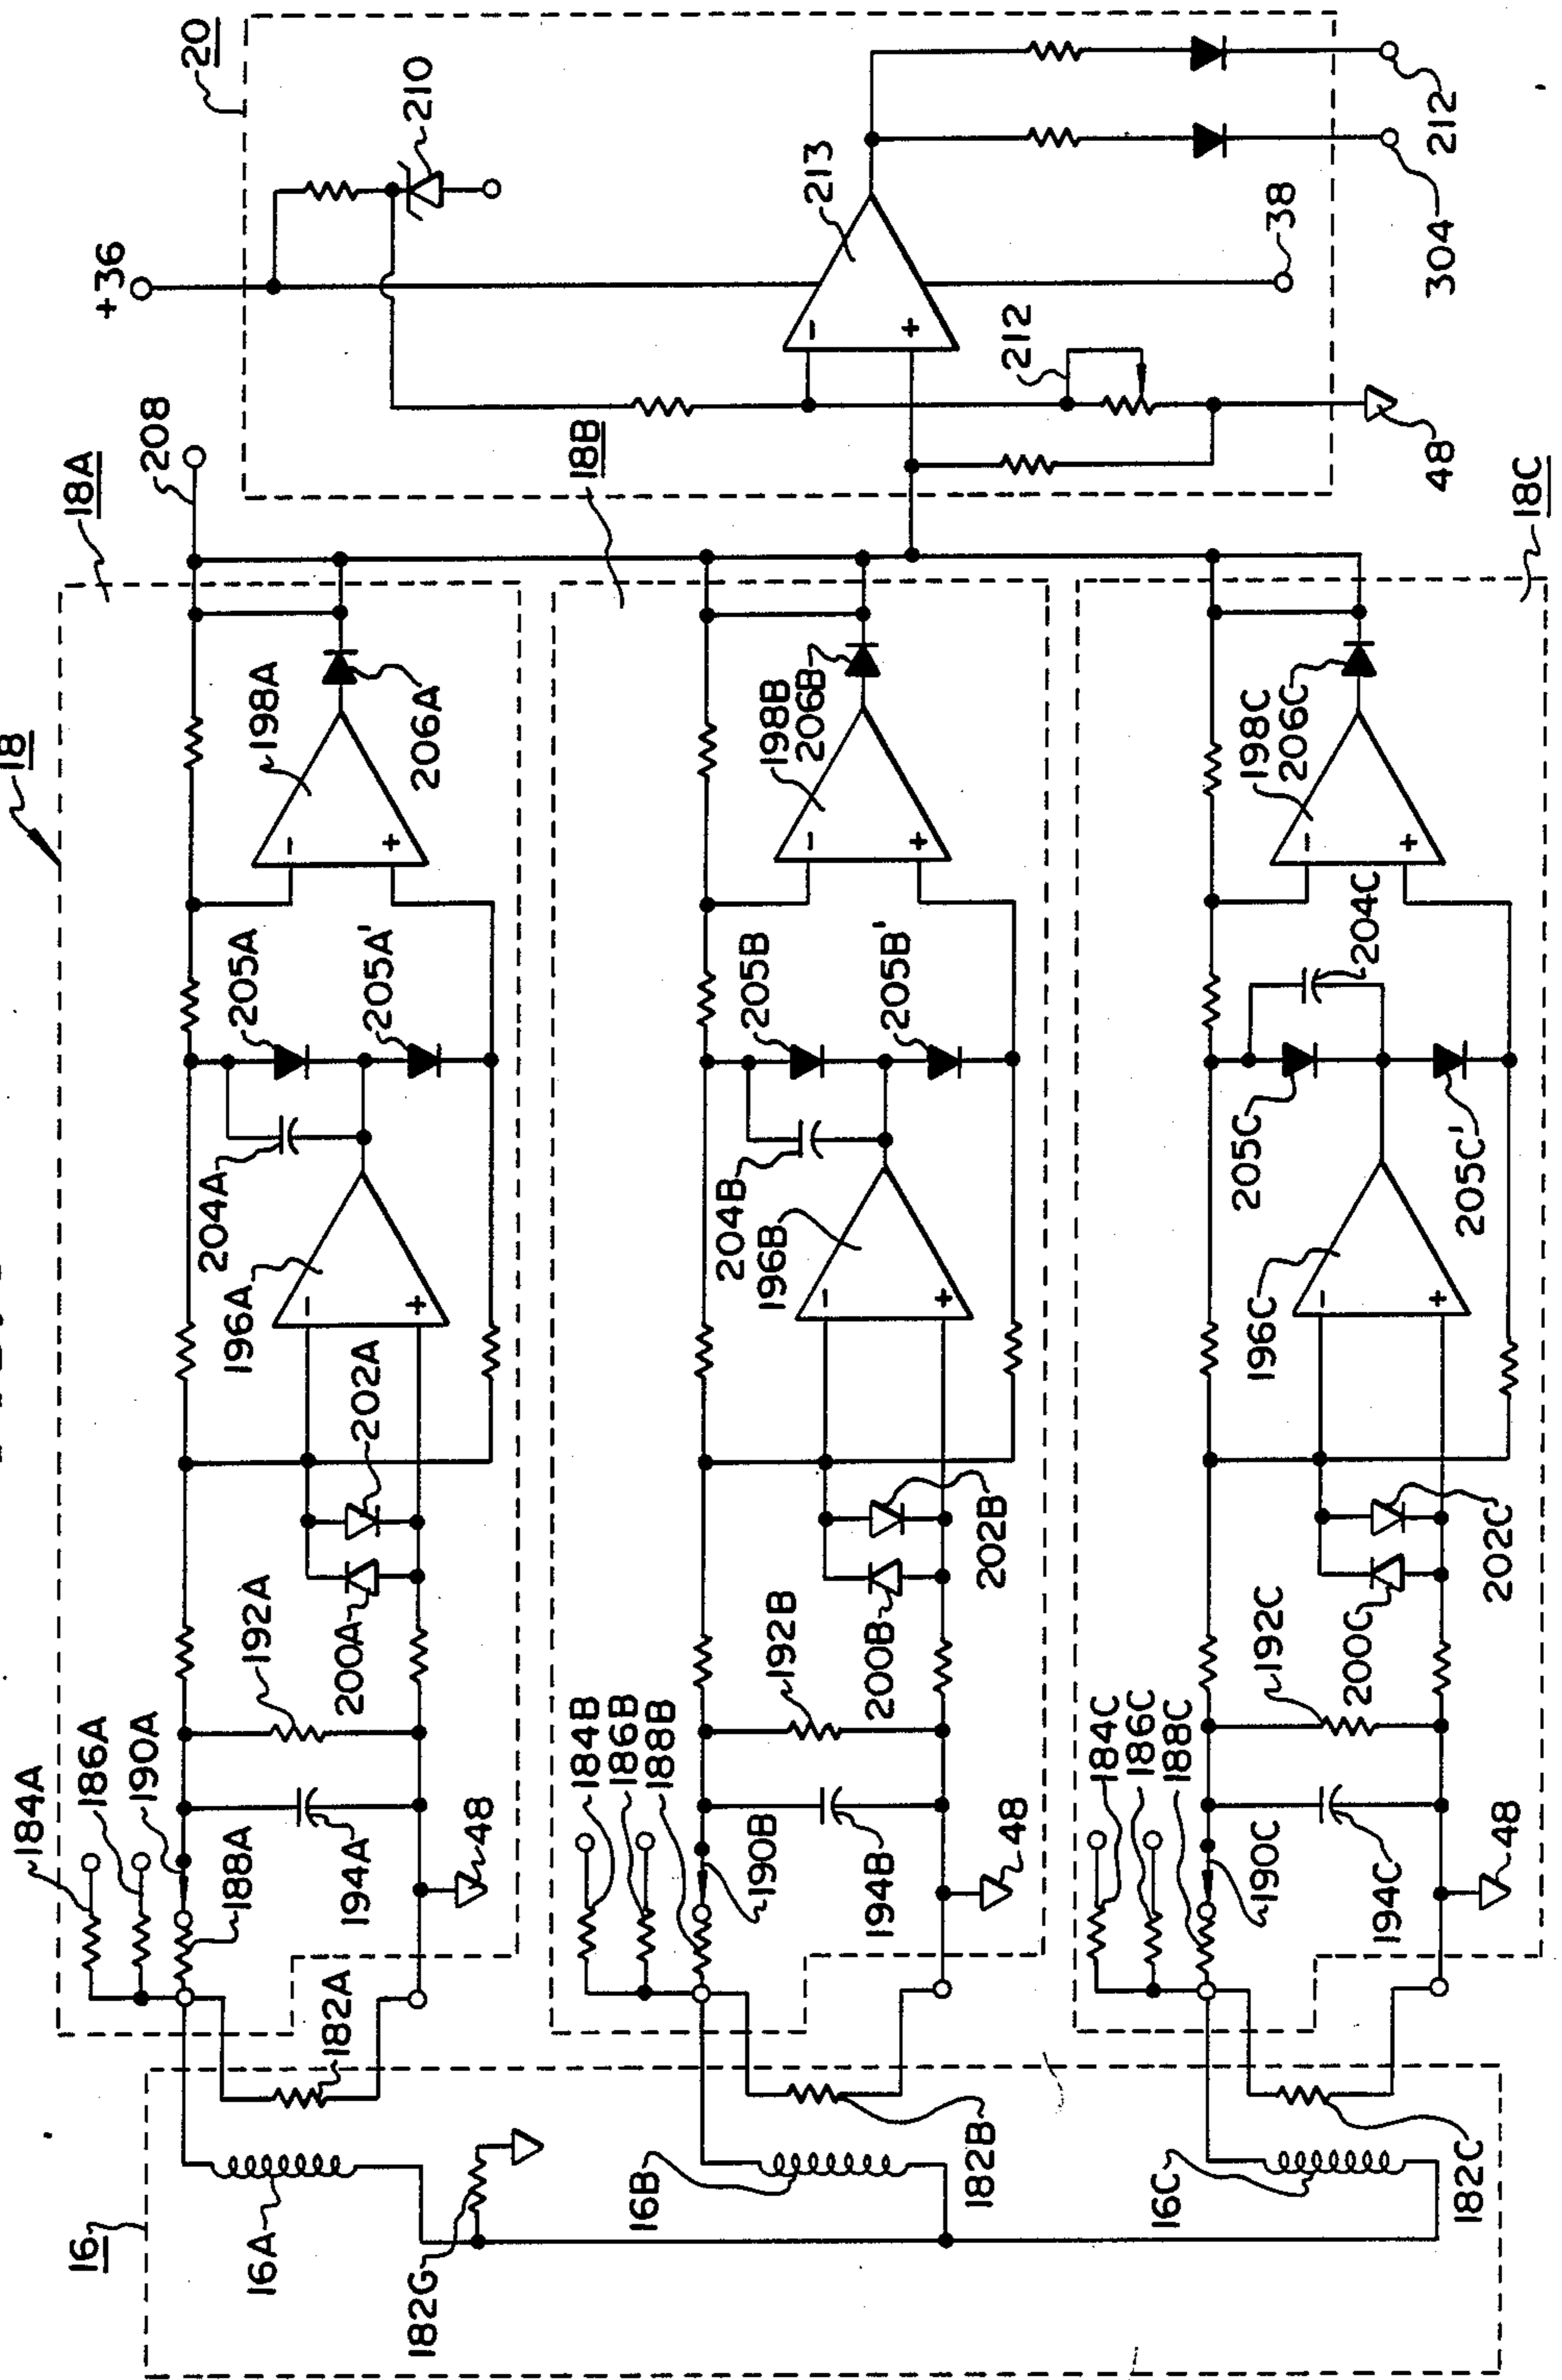 18
18A
208
+36
20
210
184A
186A
190A
188A
192A
194A
48
200A
202A
196A
204A
205A
205A'
198A
206A
-
+
-
+
182A
16
16A
182G
18B
184B
186B
188B
190B
192B
194B
48
200B
202B
196B
204B
205B
205B'
198B
206B
-
+
-
+
16B
182B
213
-
+
212
48
38
304
212
18C
184C
186C
188C
190C
192C
194C
48
200C
202C
196C
204C
205C
205C'
198C
206C
-
+
-
+
16C
182C